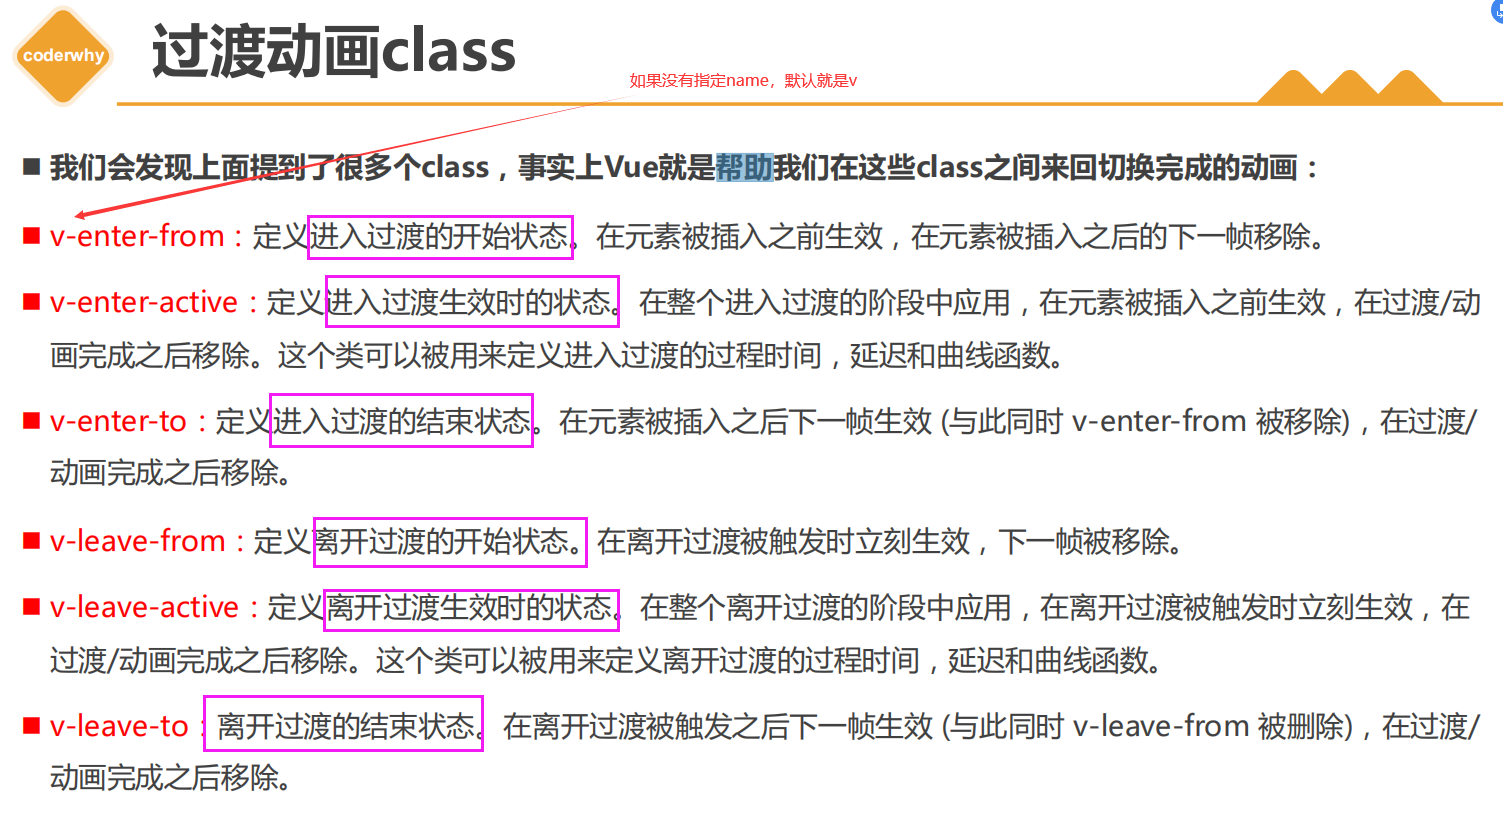 coderwhy
过渡动画class
如果没有指定name，默认就是v
我们会发现上面提到了很多个class，事实上Vue就是帮助我们在这些class之间来回切换完成的动画：
v-enter-from：定义进入过渡的开始状态。在元素被插入之前生效，在元素被插入之后的下一帧移除。
v-enter-active：定义进入过渡生效时的状态。在整个进入过渡的阶段中应用，在元素被插入之前生效，在过渡/动
画完成之后移除。这个类可以被用来定义进入过渡的过程时间，延迟和曲线函数。
v-enter-to：定义进入过渡的结束状态。在元素被插入之后下一帧生效 (与此同时 v-enter-from 被移除)，在过渡/
动画完成之后移除。
v-leave-from：定义离开过渡的开始状态。在离开过渡被触发时立刻生效，下一帧被移除。
v-leave-active：定义离开过渡生效时的状态。在整个离开过渡的阶段中应用，在离开过渡被触发时立刻生效，在
过渡/动画完成之后移除。这个类可以被用来定义离开过渡的过程时间，延迟和曲线函数。
v-leave-to：离开过渡的结束状态。在离开过渡被触发之后下一帧生效 (与此同时 v-leave-from 被删除)，在过渡/
动画完成之后移除。